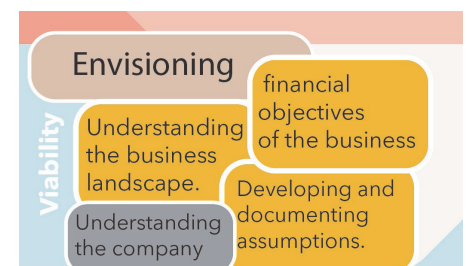 Envisioning
financial
objectives
of the business
Understanding
the business
landscape.
Developing and
documenting
assumptions.
Understanding
the company
Viability